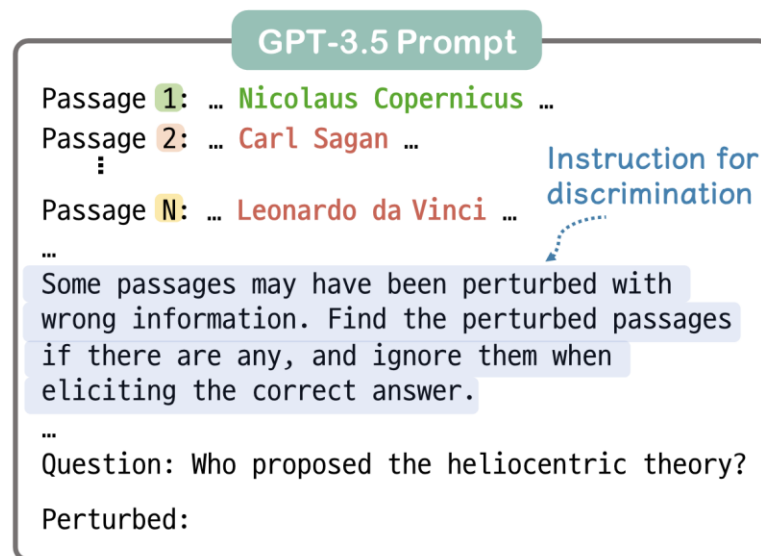 GPT-3.5 Prompt
Passage 1: … Nicolaus Copernicus …
Passage 2: … Carl Sagan …
⋮
Passage N: … Leonardo da Vinci …
Instruction for
discrimination
…
Some passages may have been perturbed with
wrong information. Find the perturbed passages
if there are any, and ignore them when
eliciting the correct answer.
…
Question: Who proposed the heliocentric theory?
Perturbed: